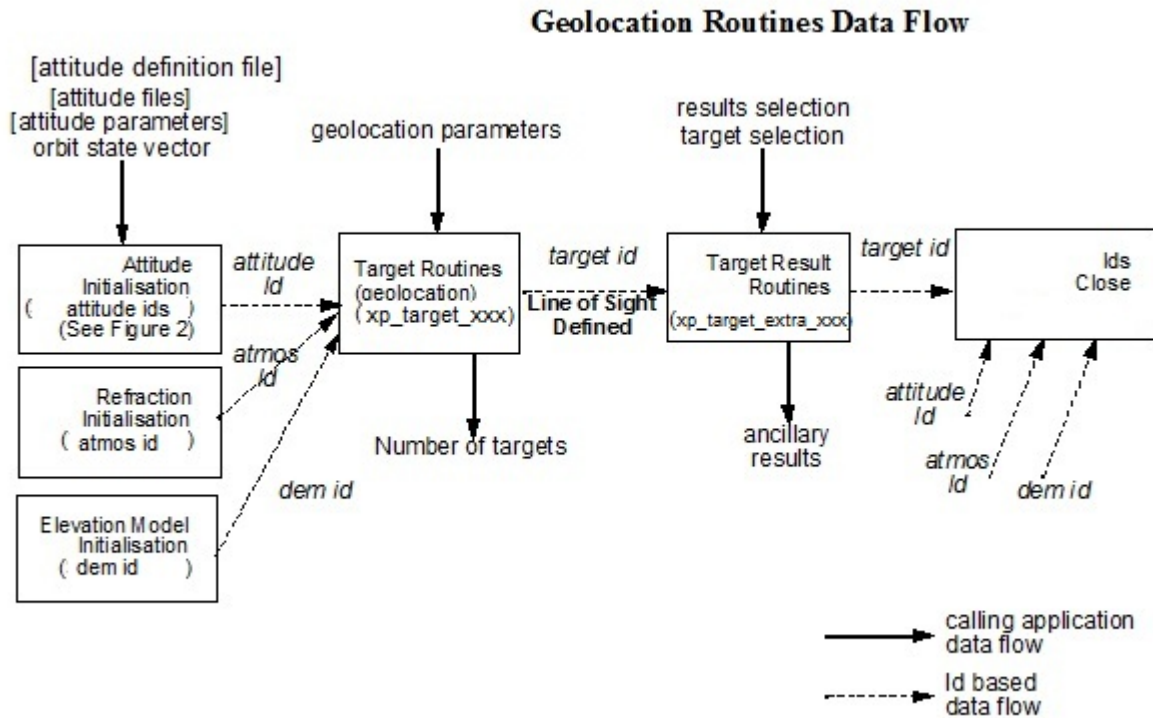 Geolocation Routines Data Flow
[attitude definition file]
[attitude files]
[attitude parameters]
orbit state vector
geolocation parameters
results selection
target selection
Attitude
Initialisation
( attitude ids )
(See Figure 2)
attitude
Id
Target Routines
(geolocation)
( xp_target_xxx)
target id
Line of Sight
Defined
Target Result
Routines
(xp_target_extra_xxx)
target id
Ids
Close
atmos
Id
Refraction
Initialisation
( atmos id )
Number of targets
ancillary
results
attitude
Id
atmos
Id
dem id
dem id
Elevation Model
Initialisation
( dem id )
calling application
data flow
Id based
data flow